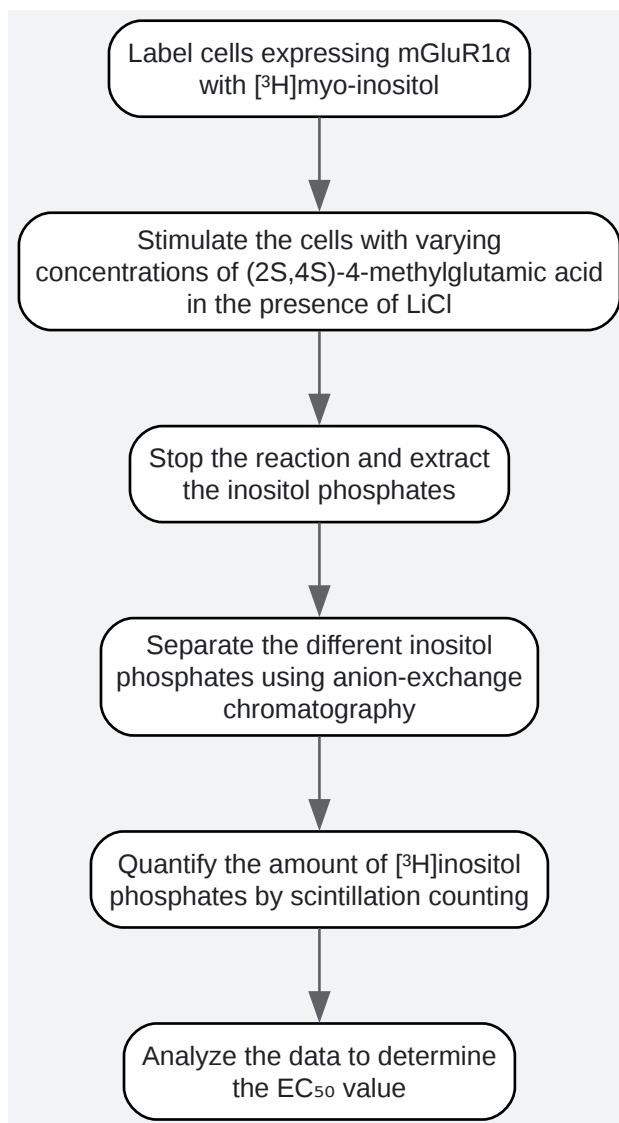 Label cells expressing mGluR1α
with [³H]myo-inositol
Stimulate the cells with varying
concentrations of (2S,4S)-4-methylglutamic acid
in the presence of LiCl
Stop the reaction and extract
the inositol phosphates
Separate the different inositol
phosphates using anion-exchange
chromatography
Quantify the amount of [³H]inositol
phosphates by scintillation counting
Analyze the data to determine
the EC₅₀ value